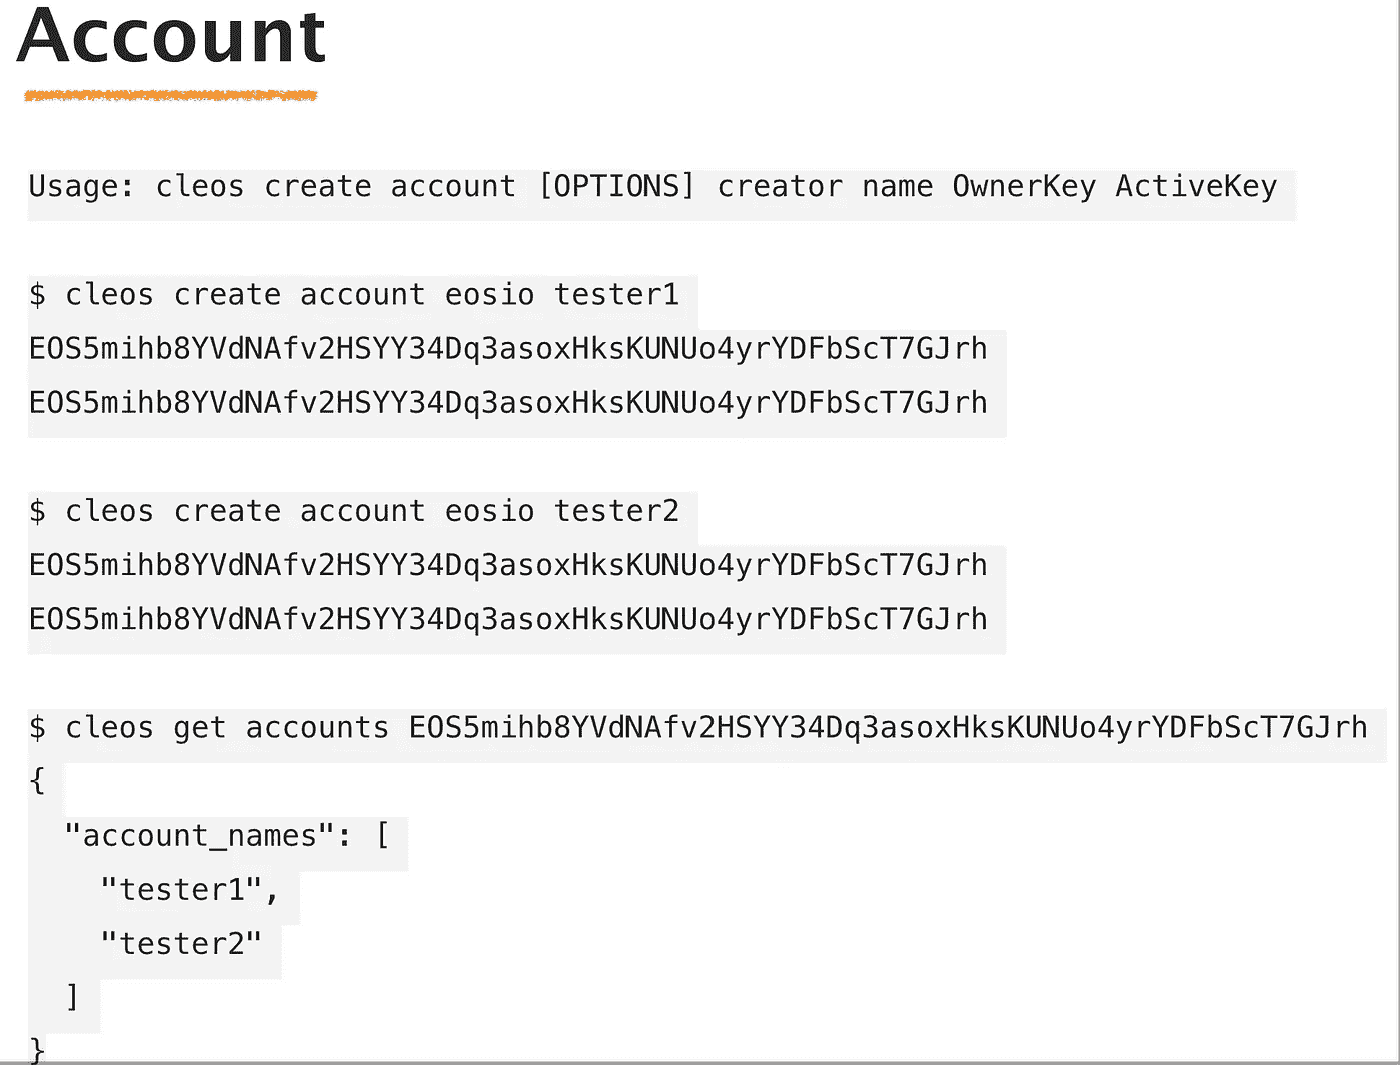 Account
Usage: cleos create account [OPTIONS] creator name OwnerKey ActiveKey
$ cleos create account eosio tester1
EOS5mihb8YVdNAfv2HSYY34Dq3asoxHksKUNUo4yrYDFbScT7GJrh
EOS5mihb8YVdNAfv2HSYY34Dq3asoxHksKUNUo4yrYDFbScT7GJrh
$ cleos create account eosio tester2
EOS5mihb8YVdNAfv2HSYY34Dq3asoxHksKUNUo4yrYDFbScT7GJrh
EOS5mihb8YVdNAfv2HSYY34Dq3asoxHksKUNUo4yrYDFbScT7GJrh
$ cleos get accounts EOS5mihb8YVdNAfv2HSYY34Dq3asoxHksKUNUo4yrYDFbScT7GJrh
{
  "account_names": [
    "tester1",
    "tester2"
  ]
}